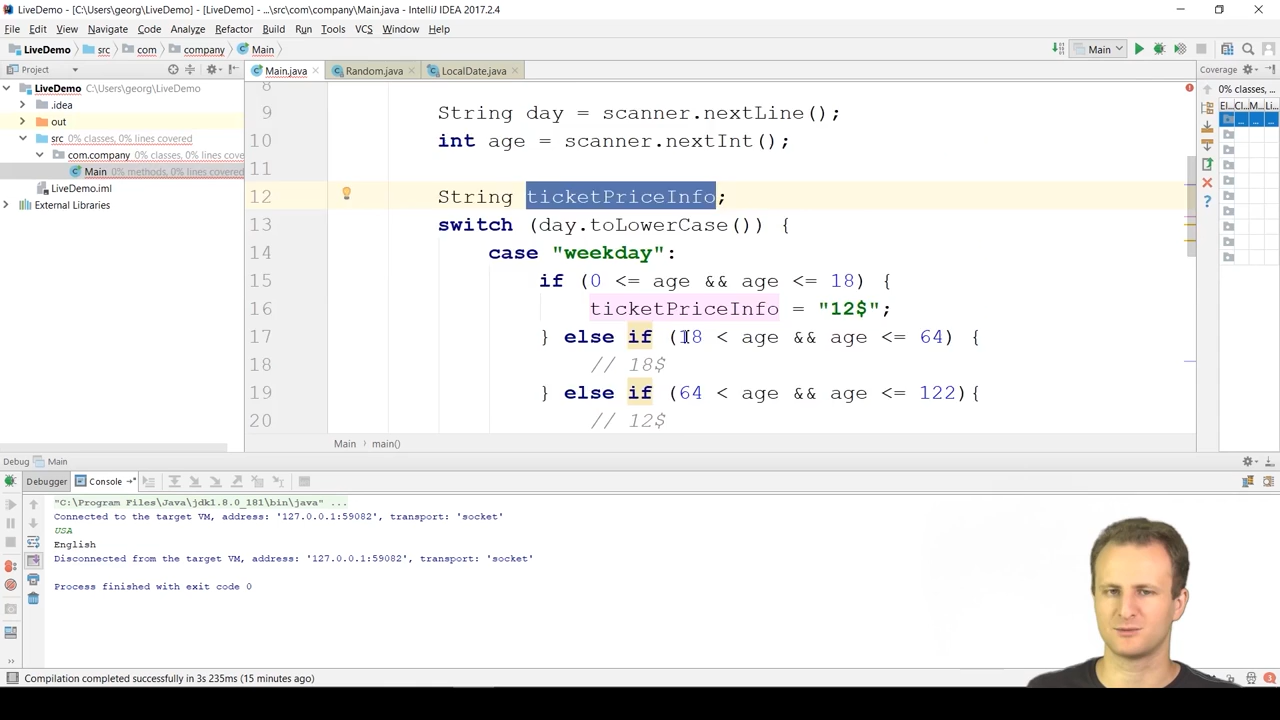 LiveDemo - [C:\Users\georg\LiveDemo] - [LiveDemo] - ...\src\com\company\Main.java - IntelliJ IDEA 2017.2.4
File Edit View Navigate Code Analyze Refactor Build Run Tools VCS Window Help
LiveDemo src com company Main Main
Project Main.java Random.java LocalDate.java Coverage
LiveDemo C:\Users\georg\LiveDemo
.idea
out
src 0% classes, 0% lines covered
com.company 0% classes, 0% lines cove
Main 0% methods, 0% lines covered
LiveDemo.iml
External Libraries
8
9 String day = scanner.nextLine();
10 int age = scanner.nextInt();
11
12 String ticketPriceInfo;
13 switch (day.toLowerCase()) {
14 case "weekday":
15 if (0 <= age && age <= 18) {
16 ticketPriceInfo = "12$";
17 } else if (18 < age && age <= 64) {
18 // 18$
19 } else if (64 < age && age <= 122){
20 // 12$
Main main()
0% classes, ...
El... Cl... M... Li...
... ... ...
Debug Main
Debugger Console
"C:\Program Files\Java\jdk1.8.0_181\bin\java" ...
Connected to the target VM, address: '127.0.0.1:59082', transport: 'socket'
USA
English
Disconnected from the target VM, address: '127.0.0.1:59082', transport: 'socket'
Process finished with exit code 0
Compilation completed successfully in 3s 235ms (15 minutes ago)